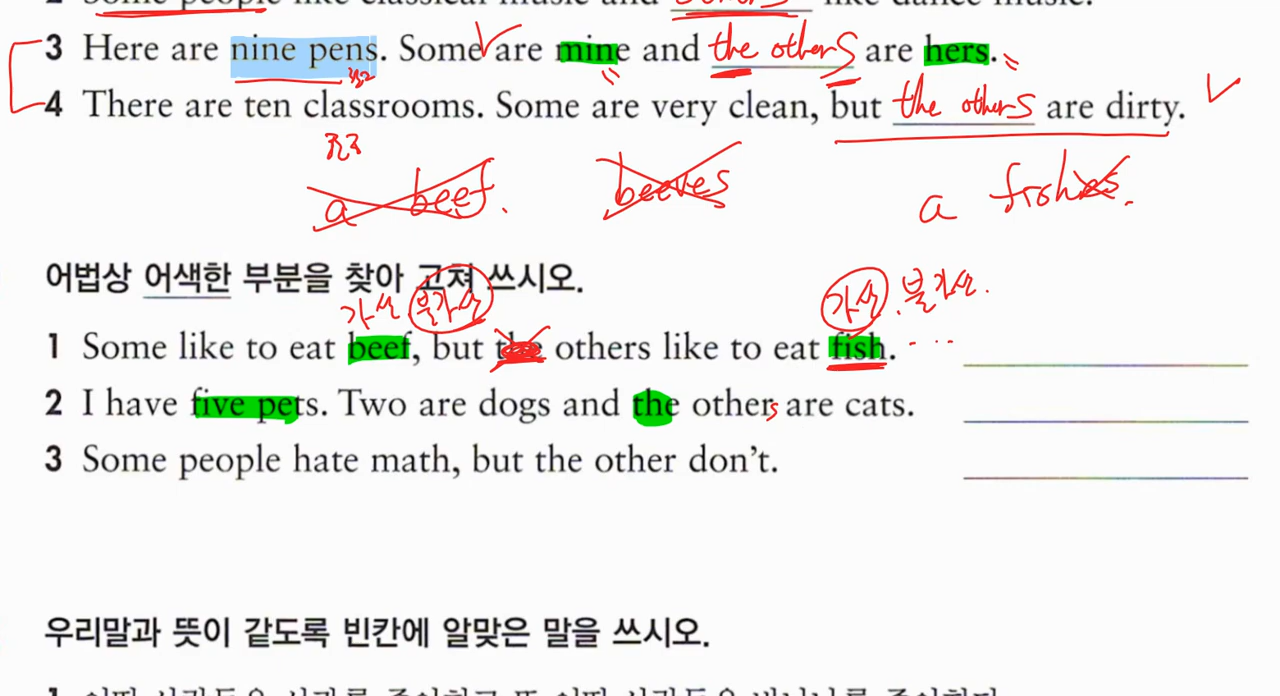 2 Some people like classical music and others like dance music.
3 Here are nine pens. Some are mine and the others are hers.
4 There are ten classrooms. Some are very clean, but the others are dirty.
a beef. beeves a fishes.
어법상 어색한 부분을 찾아 고쳐 쓰시오.
가산 불가산 가산. 불가산.
1 Some like to eat beef, but the others like to eat fish.
2 I have five pets. Two are dogs and the others are cats.
3 Some people hate math, but the other don't.
우리말과 뜻이 같도록 빈칸에 알맞은 말을 쓰시오.